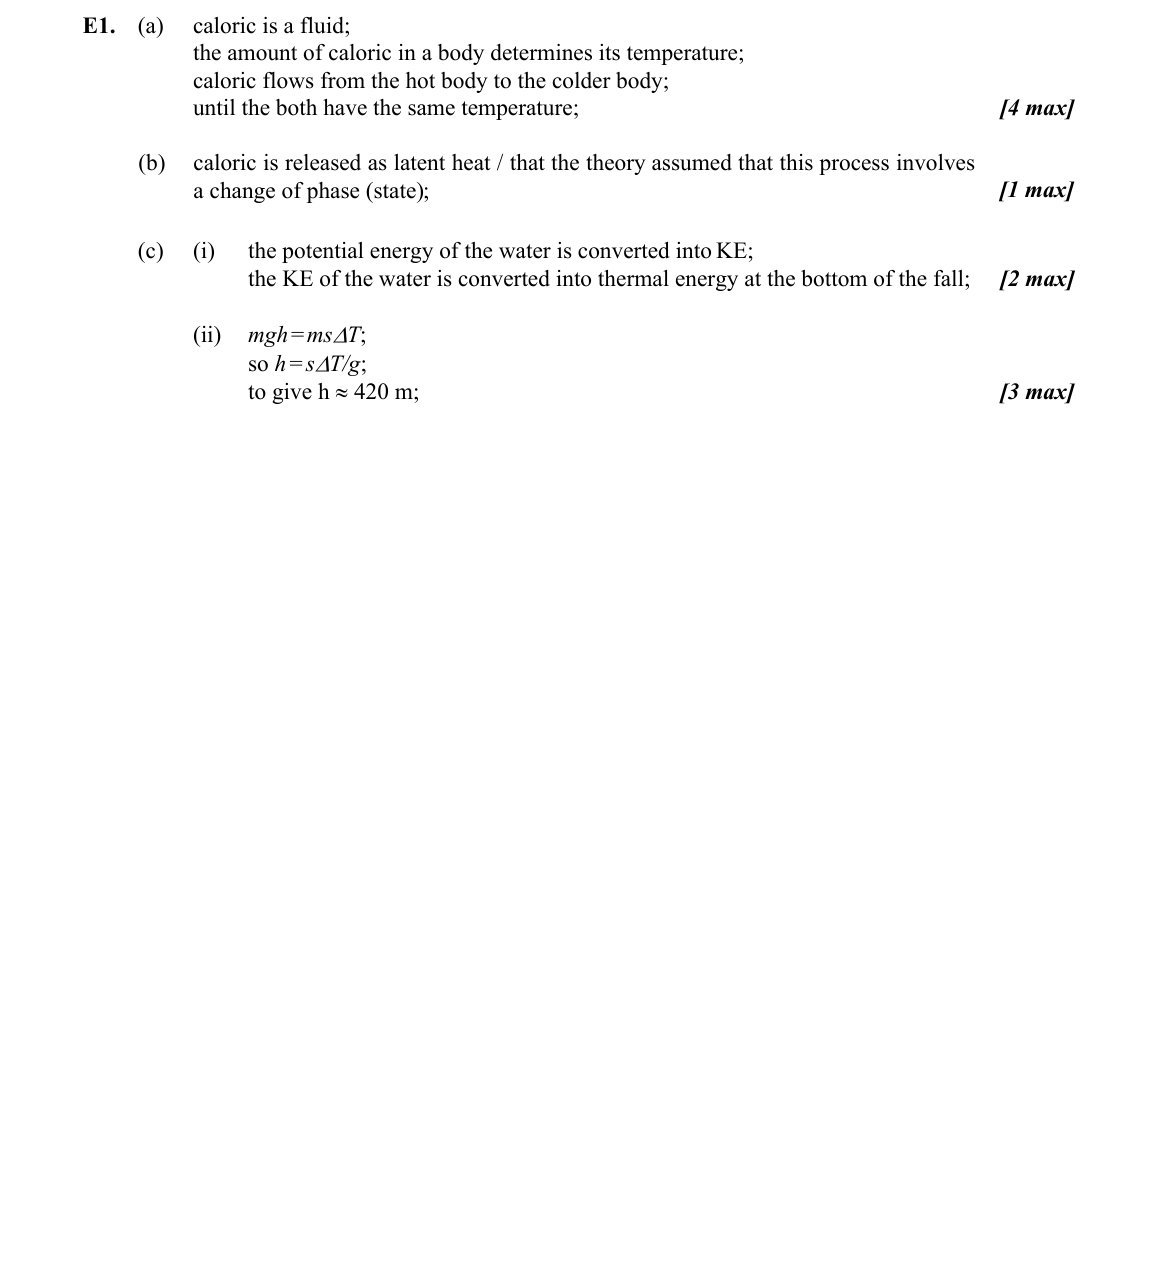 E1. (a) caloric is a fluid;
the amount of caloric in a body determines its temperature;
caloric flows from the hot body to the colder body;
until the both have the same temperature; [4 max]
(b) caloric is released as latent heat / that the theory assumed that this process involves
a change of phase (state); [1 max]
(c) (i) the potential energy of the water is converted into KE;
the KE of the water is converted into thermal energy at the bottom of the fall; [2 max]
(ii) mgh=msΔT;
so h=sΔT/g;
to give h ≈ 420 m; [3 max]